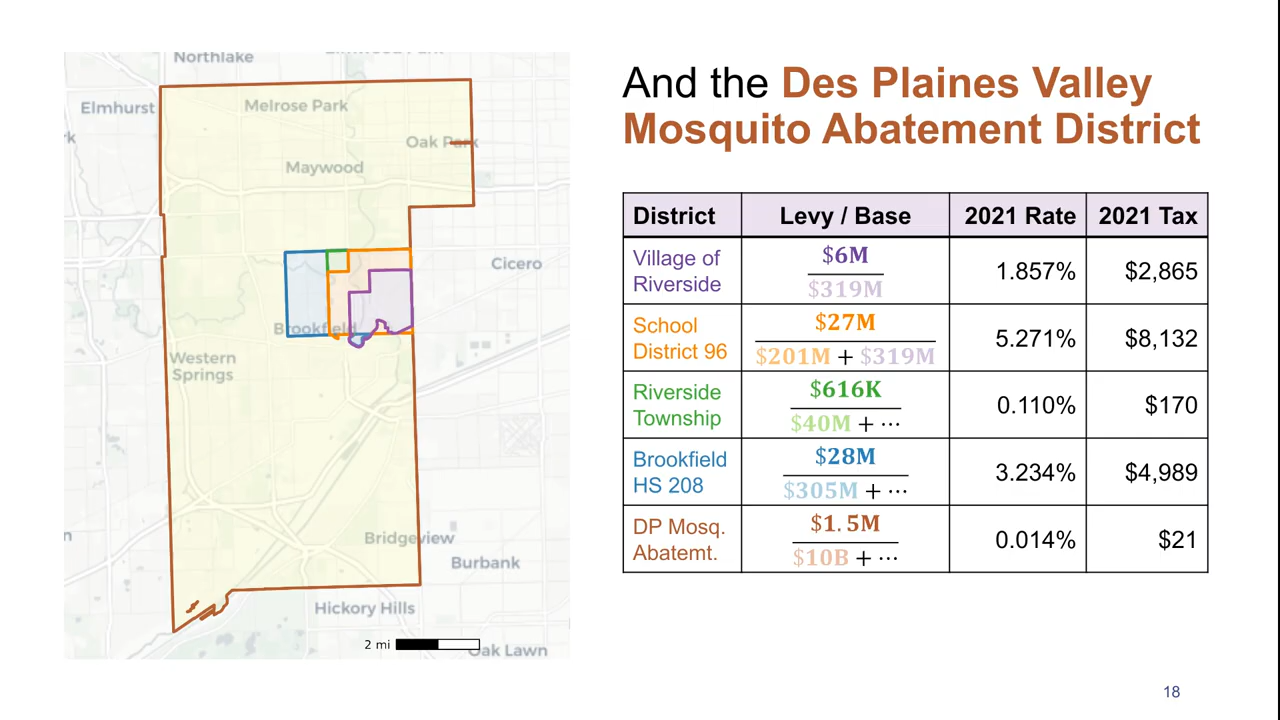 Northlake
Elmhurst
Melrose Park
Oak Park
Maywood
Cicero
Brookfield
Western
Springs
Bridgeview
Burbank
Hickory Hills
2 mi
Oak Lawn
And the Des Plaines Valley
Mosquito Abatement District
District Levy / Base 2021 Rate 2021 Tax
Village of
Riverside
$6M
$319M
1.857% $2,865
School
District 96
$27M
$201M + $319M
5.271% $8,132
Riverside
Township
$616K
$40M + ⋯
0.110% $170
Brookfield
HS 208
$28M
$305M + ⋯
3.234% $4,989
DP Mosq.
Abatemt.
$1.5M
$10B + ⋯
0.014% $21
18